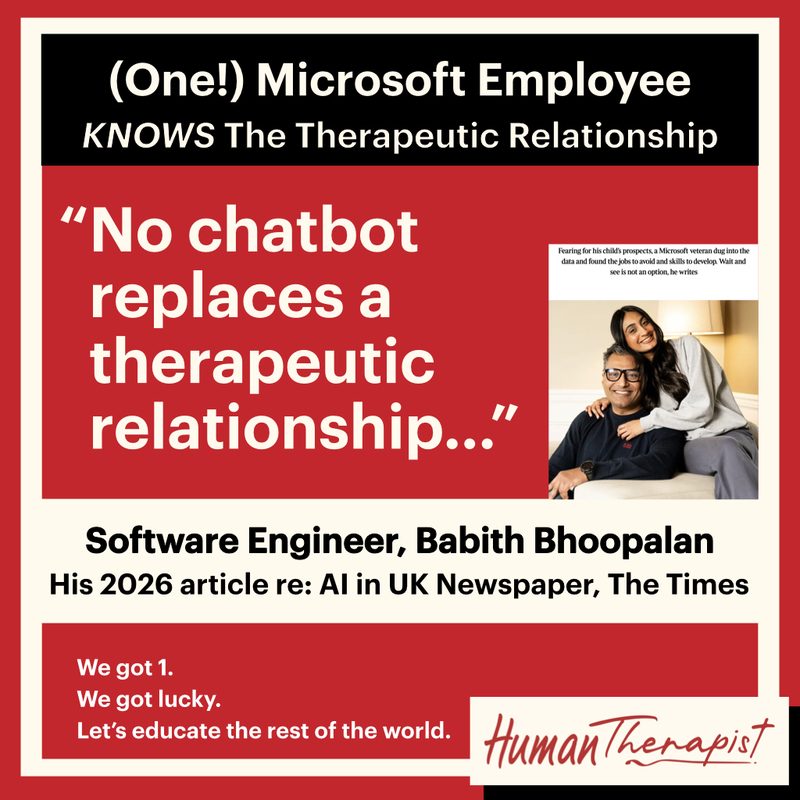 (One!) Microsoft Employee
KNOWS The Therapeutic Relationship
“No chatbot
replaces a
therapeutic
relationship...”
Fearing for his child's prospects, a Microsoft veteran dug into the
data and found the jobs to avoid and skills to develop. Wait and
see is not an option, he writes
Software Engineer, Babith Bhoopalan
His 2026 article re: AI in UK Newspaper, The Times
We got 1.
We got lucky.
Let’s educate the rest of the world.
Human Therapist